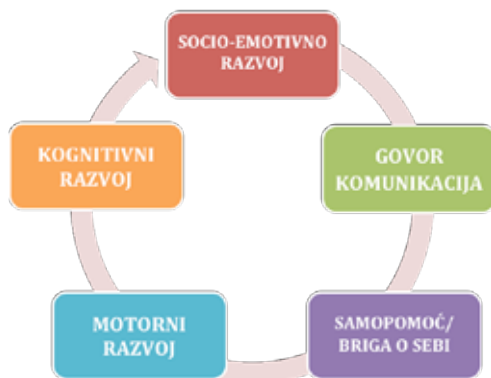 SOCIO-EMOTIVNO
RAZVOJ
GOVOR
KOMUNIKACIJA
SAMOPOMOĆ/
BRIGA O SEBI
MOTORNI
RAZVOJ
KOGNITIVNI
RAZVOJ